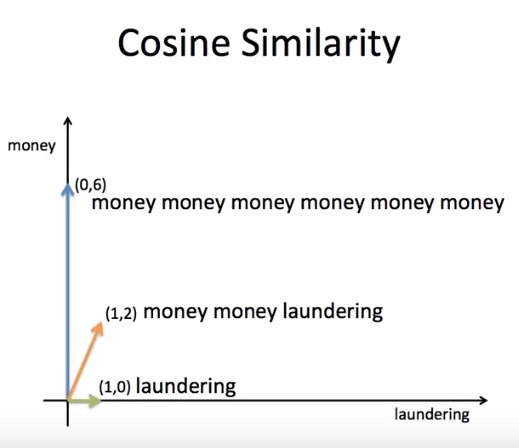 Cosine Similarity
money
(0,6)
money money money money money money
(1,2) money money laundering
(1,0) laundering
laundering